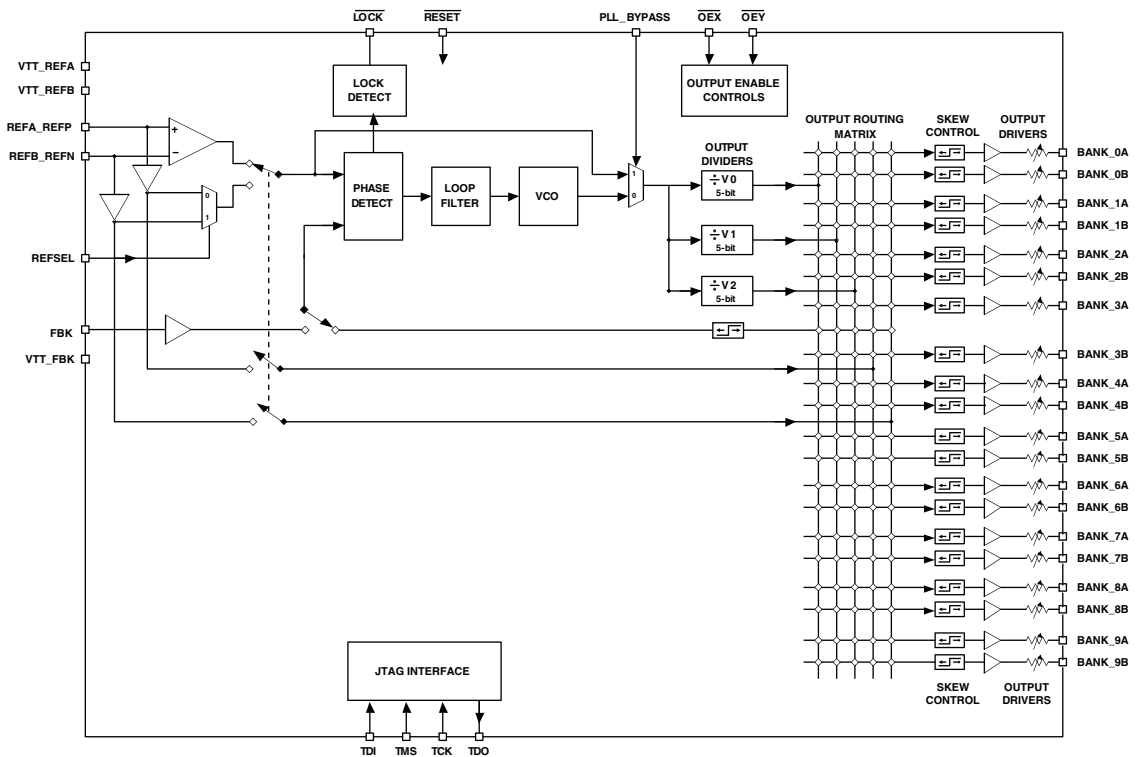 LOCK
RESET
PLL_BYPASS
OEX
OEY
VTT_REFA
VTT_REFB
REFA_REFP
REFB_REFN
REFSEL
FBK
VTT_FBK
+
−
0
1
LOCK
DETECT
PHASE
DETECT
LOOP
FILTER
VCO
1
0
OUTPUT ENABLE
CONTROLS
OUTPUT
DIVIDERS
÷V0
5-bit
÷V1
5-bit
÷V2
5-bit
OUTPUT ROUTING
MATRIX
SKEW
CONTROL
OUTPUT
DRIVERS
BANK_0A
BANK_0B
BANK_1A
BANK_1B
BANK_2A
BANK_2B
BANK_3A
BANK_3B
BANK_4A
BANK_4B
BANK_5A
BANK_5B
BANK_6A
BANK_6B
BANK_7A
BANK_7B
BANK_8A
BANK_8B
BANK_9A
BANK_9B
SKEW
CONTROL
OUTPUT
DRIVERS
JTAG INTERFACE
TDI
TMS
TCK
TDO